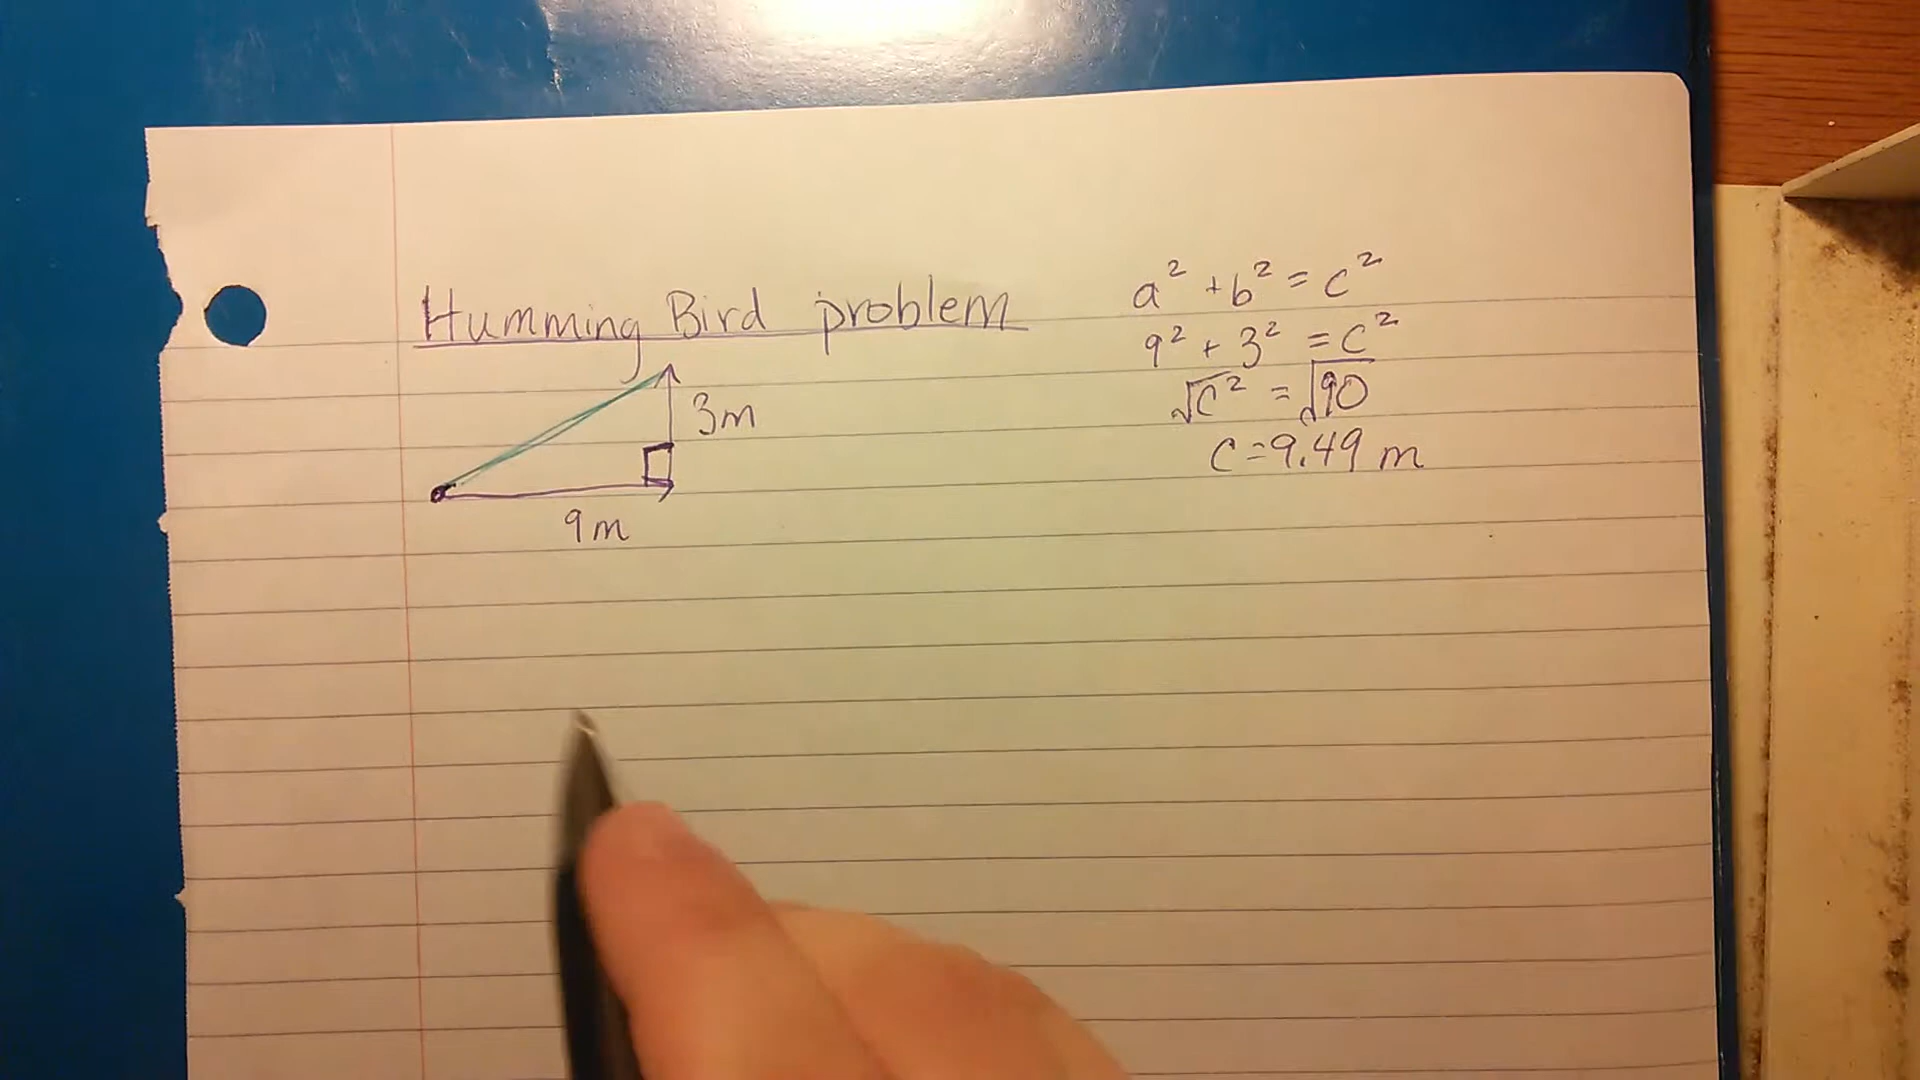 Humming Bird problem
3m
9m
a² + b² = c²
9² + 3² = c²
√c² = √90
c = 9.49 m